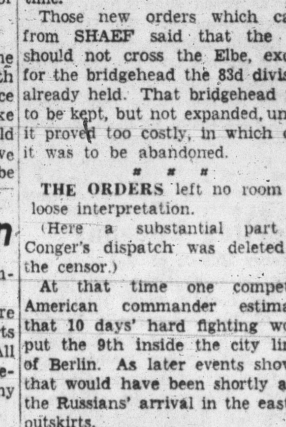 time.
Those new orders which ca
from SHAEF said that the
should not cross the Elbe, exc
for the bridgehead the 83d divis
already held. That bridgehead
to be kept, but not expanded, un
it proved too costly, in which
it was to be abandoned.
* * *
THE ORDERS left no room
loose interpretation.
(Here a substantial part
Conger's dispatch was deleted
the censor.)
At that time one compet
American commander estima
that 10 days' hard fighting wo
put the 9th inside the city lin
of Berlin. As later events show
that would have been shortly a
the Russians' arrival in the east
outskirts.